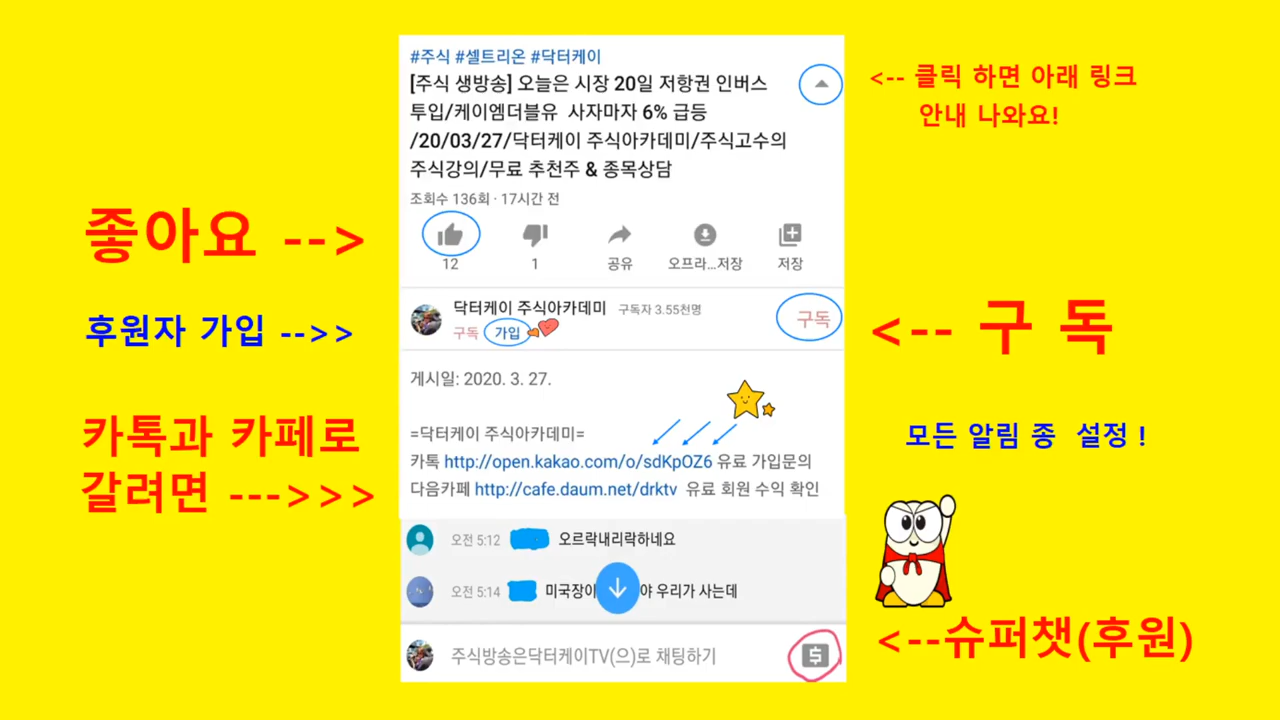 #주식 #셀트리온 #닥터케이
[주식 생방송] 오늘은 시장 20일 저항권 인버스
투입/케이엠더블유 사자마자 6% 급등
/20/03/27/닥터케이 주식아카데미/주식고수의
주식강의/무료 추천주 & 종목상담
조회수 136회 · 17시간 전
<-- 클릭 하면 아래 링크
안내 나와요!
좋아요 -->
12
1
공유
오프라...저장
저장
후원자 가입 -->>
닥터케이 주식아카데미 구독자 3.55천명
구독 가입
구독
<-- 구 독
게시일: 2020. 3. 27.
카톡과 카페로
갈려면 --->>>
=닥터케이 주식아카데미=
카톡 http://open.kakao.com/o/sdKpOZ6 유료 가입문의
다음카페 http://cafe.daum.net/drktv 유료 회원 수익 확인
모든 알림 종 설정 !
오전 5:12 오르락내리락하네요
오전 5:14 미국장이 야 우리가 사는데
주식방송은닥터케이TV(으)로 채팅하기
$
<--슈퍼챗(후원)